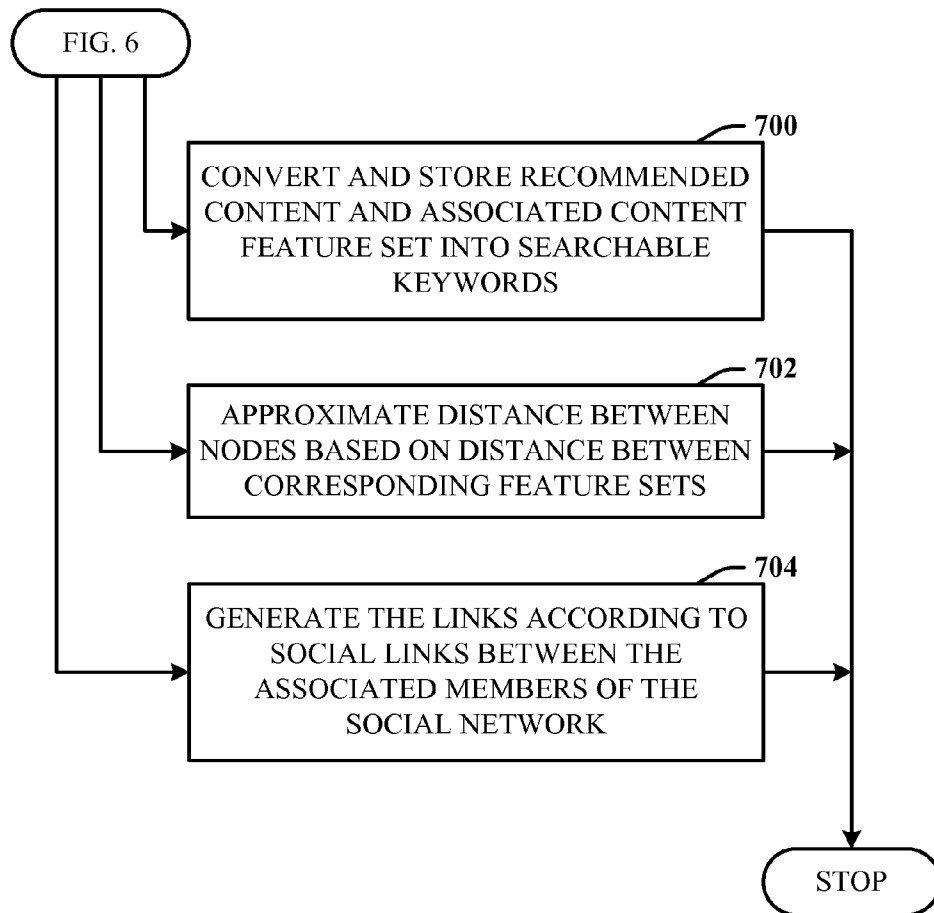 FIG. 6
700
CONVERT AND STORE RECOMMENDED
CONTENT AND ASSOCIATED CONTENT
FEATURE SET INTO SEARCHABLE
KEYWORDS
702
APPROXIMATE DISTANCE BETWEEN
NODES BASED ON DISTANCE BETWEEN
CORRESPONDING FEATURE SETS
704
GENERATE THE LINKS ACCORDING TO
SOCIAL LINKS BETWEEN THE
ASSOCIATED MEMBERS OF THE
SOCIAL NETWORK
STOP